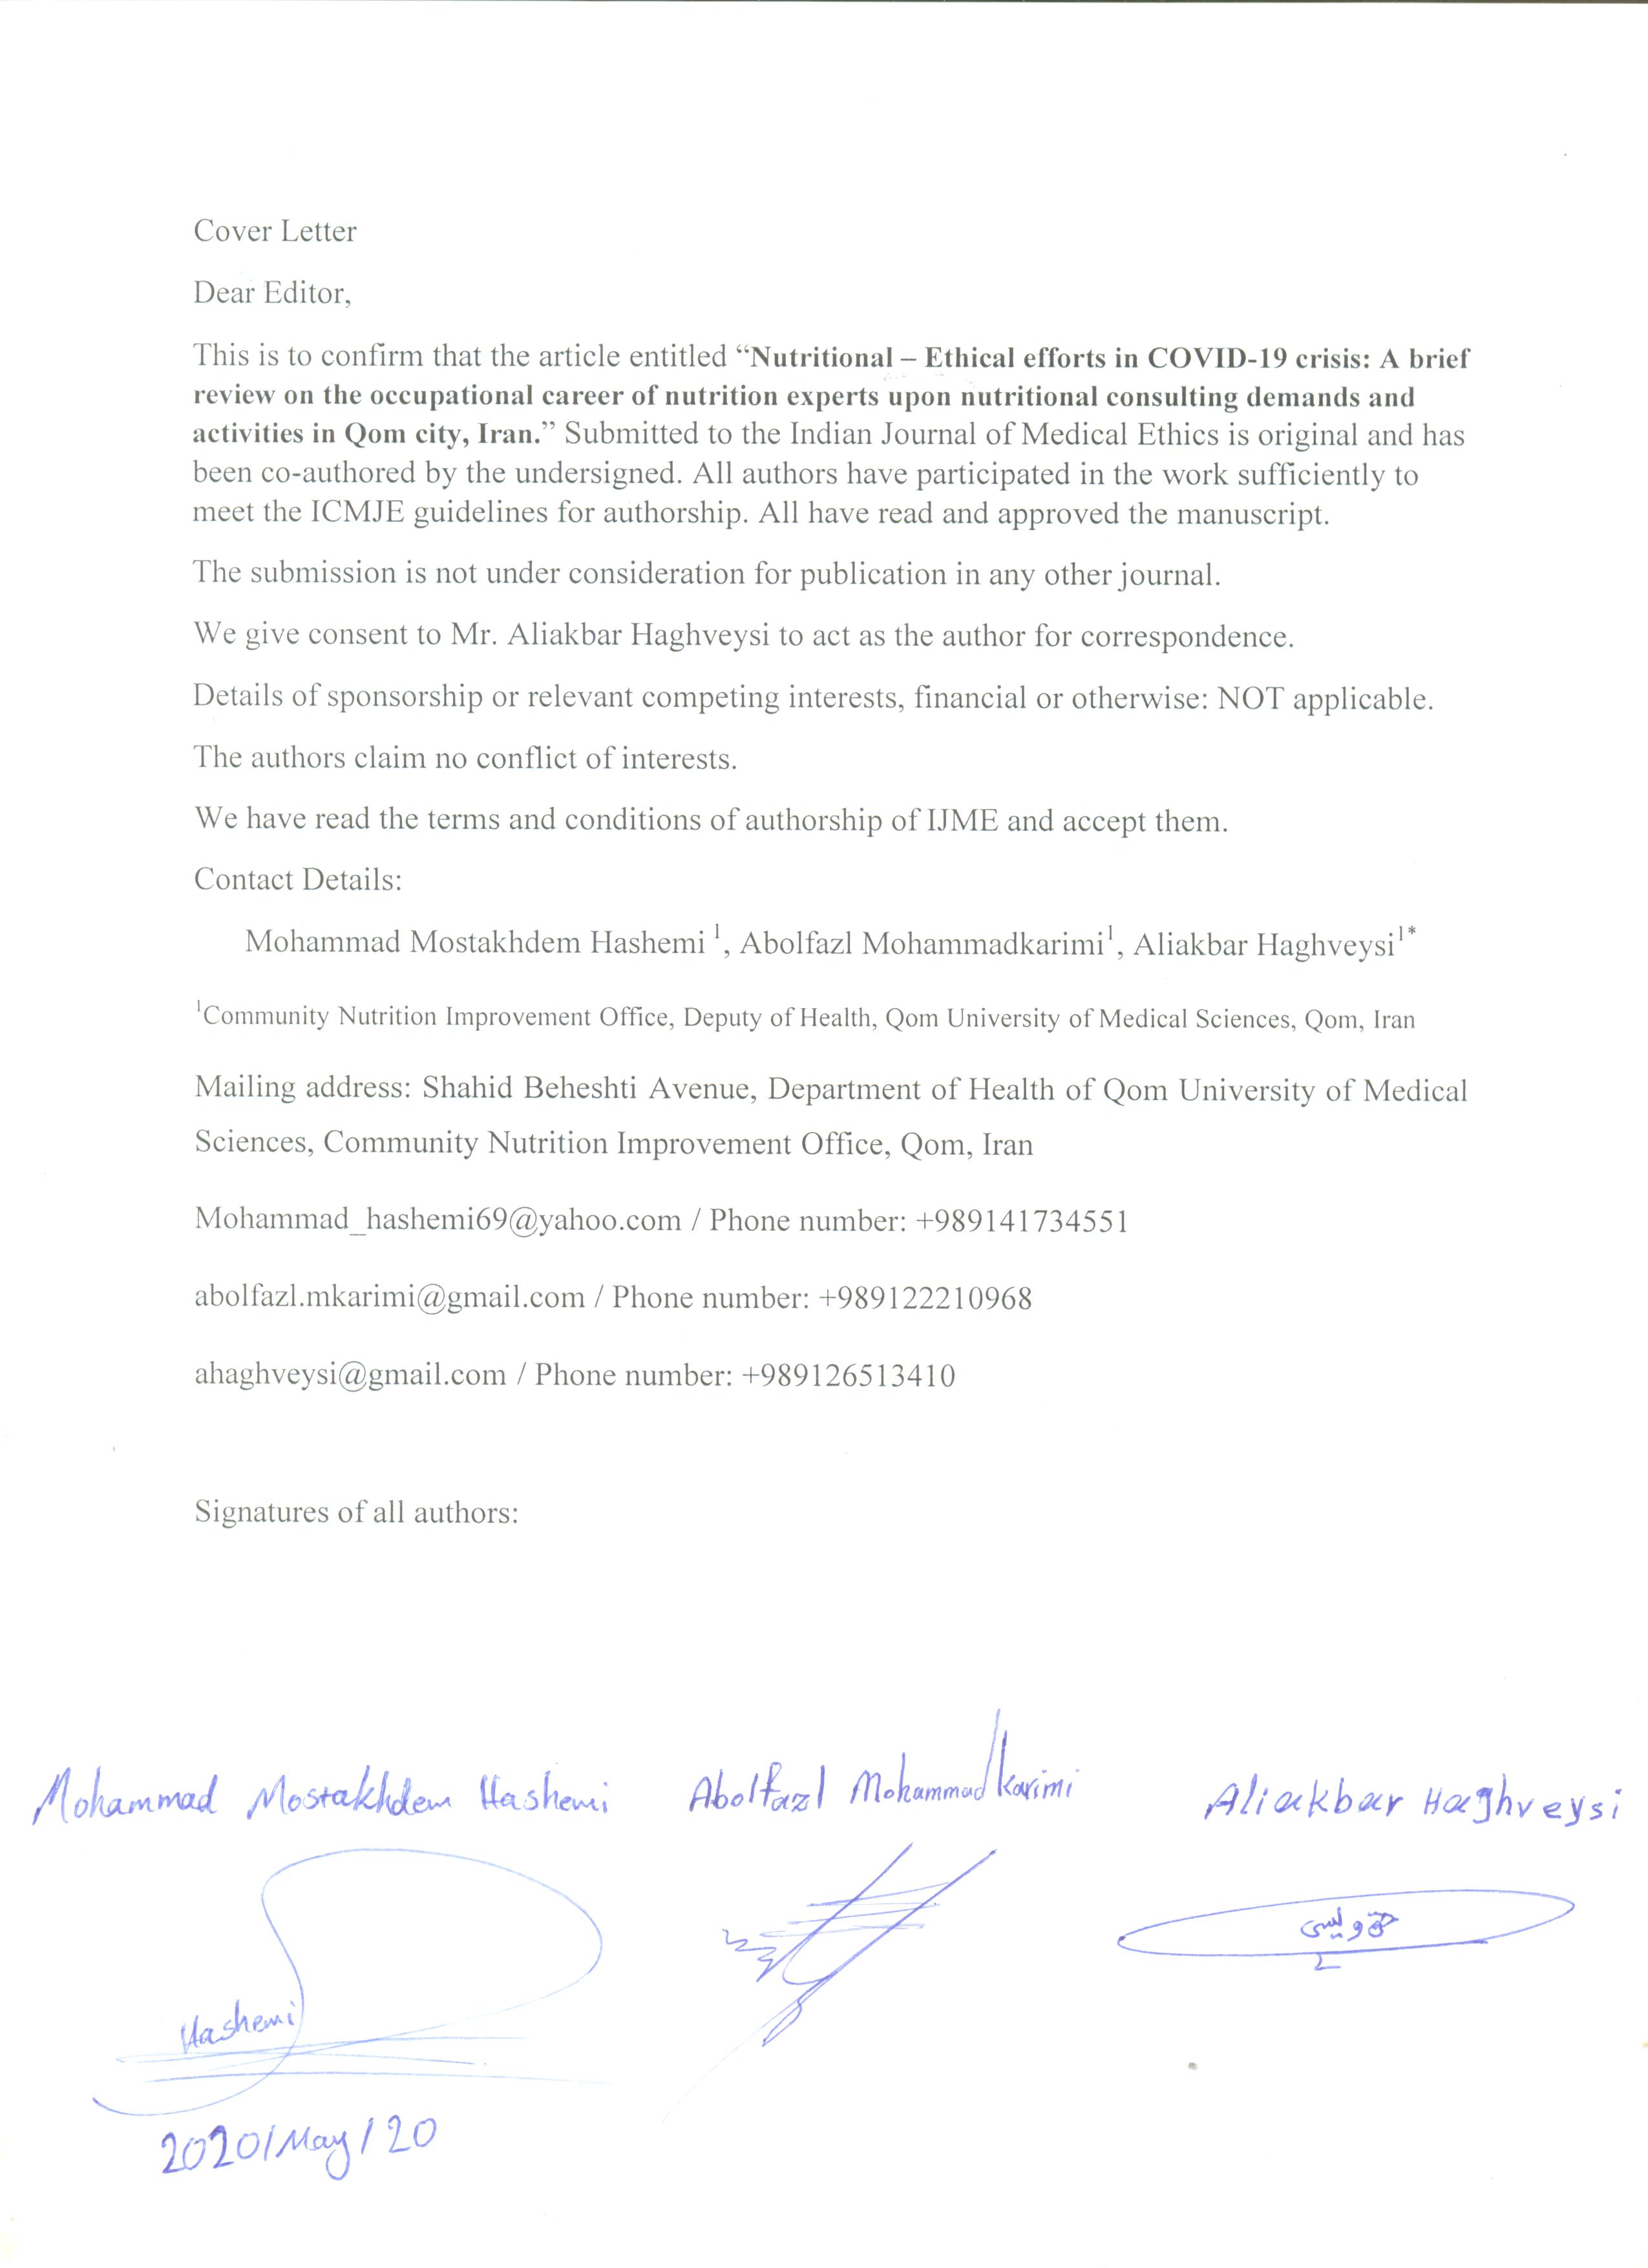 Cover Letter
Dear Editor,
This is to confirm that the article entitled “Nutritional – Ethical efforts in COVID-19 crisis: A brief
review on the occupational career of nutrition experts upon nutritional consulting demands and
activities in Qom city, Iran.” Submitted to the Indian Journal of Medical Ethics is original and has
been co-authored by the undersigned. All authors have participated in the work sufficiently to
meet the ICMJE guidelines for authorship. All have read and approved the manuscript.
The submission is not under consideration for publication in any other journal.
We give consent to Mr. Aliakbar Haghveysi to act as the author for correspondence.
Details of sponsorship or relevant competing interests, financial or otherwise: NOT applicable.
The authors claim no conflict of interests.
We have read the terms and conditions of authorship of IJME and accept them.
Contact Details:
Mohammad Mostakhdem Hashemi ¹, Abolfazl Mohammadkarimi¹, Aliakbar Haghveysi¹*
¹Community Nutrition Improvement Office, Deputy of Health, Qom University of Medical Sciences, Qom, Iran
Mailing address: Shahid Beheshti Avenue, Department of Health of Qom University of Medical
Sciences, Community Nutrition Improvement Office, Qom, Iran
Mohammad_hashemi69@yahoo.com / Phone number: +989141734551
abolfazl.mkarimi@gmail.com / Phone number: +989122210968
ahaghveysi@gmail.com / Phone number: +989126513410
Signatures of all authors:
Mohammad Mostakhdem Hashemi Abolfazl Mohammadkarimi Aliakbar Haghveysi
حق ویسی
Hashemi
2020/May/20